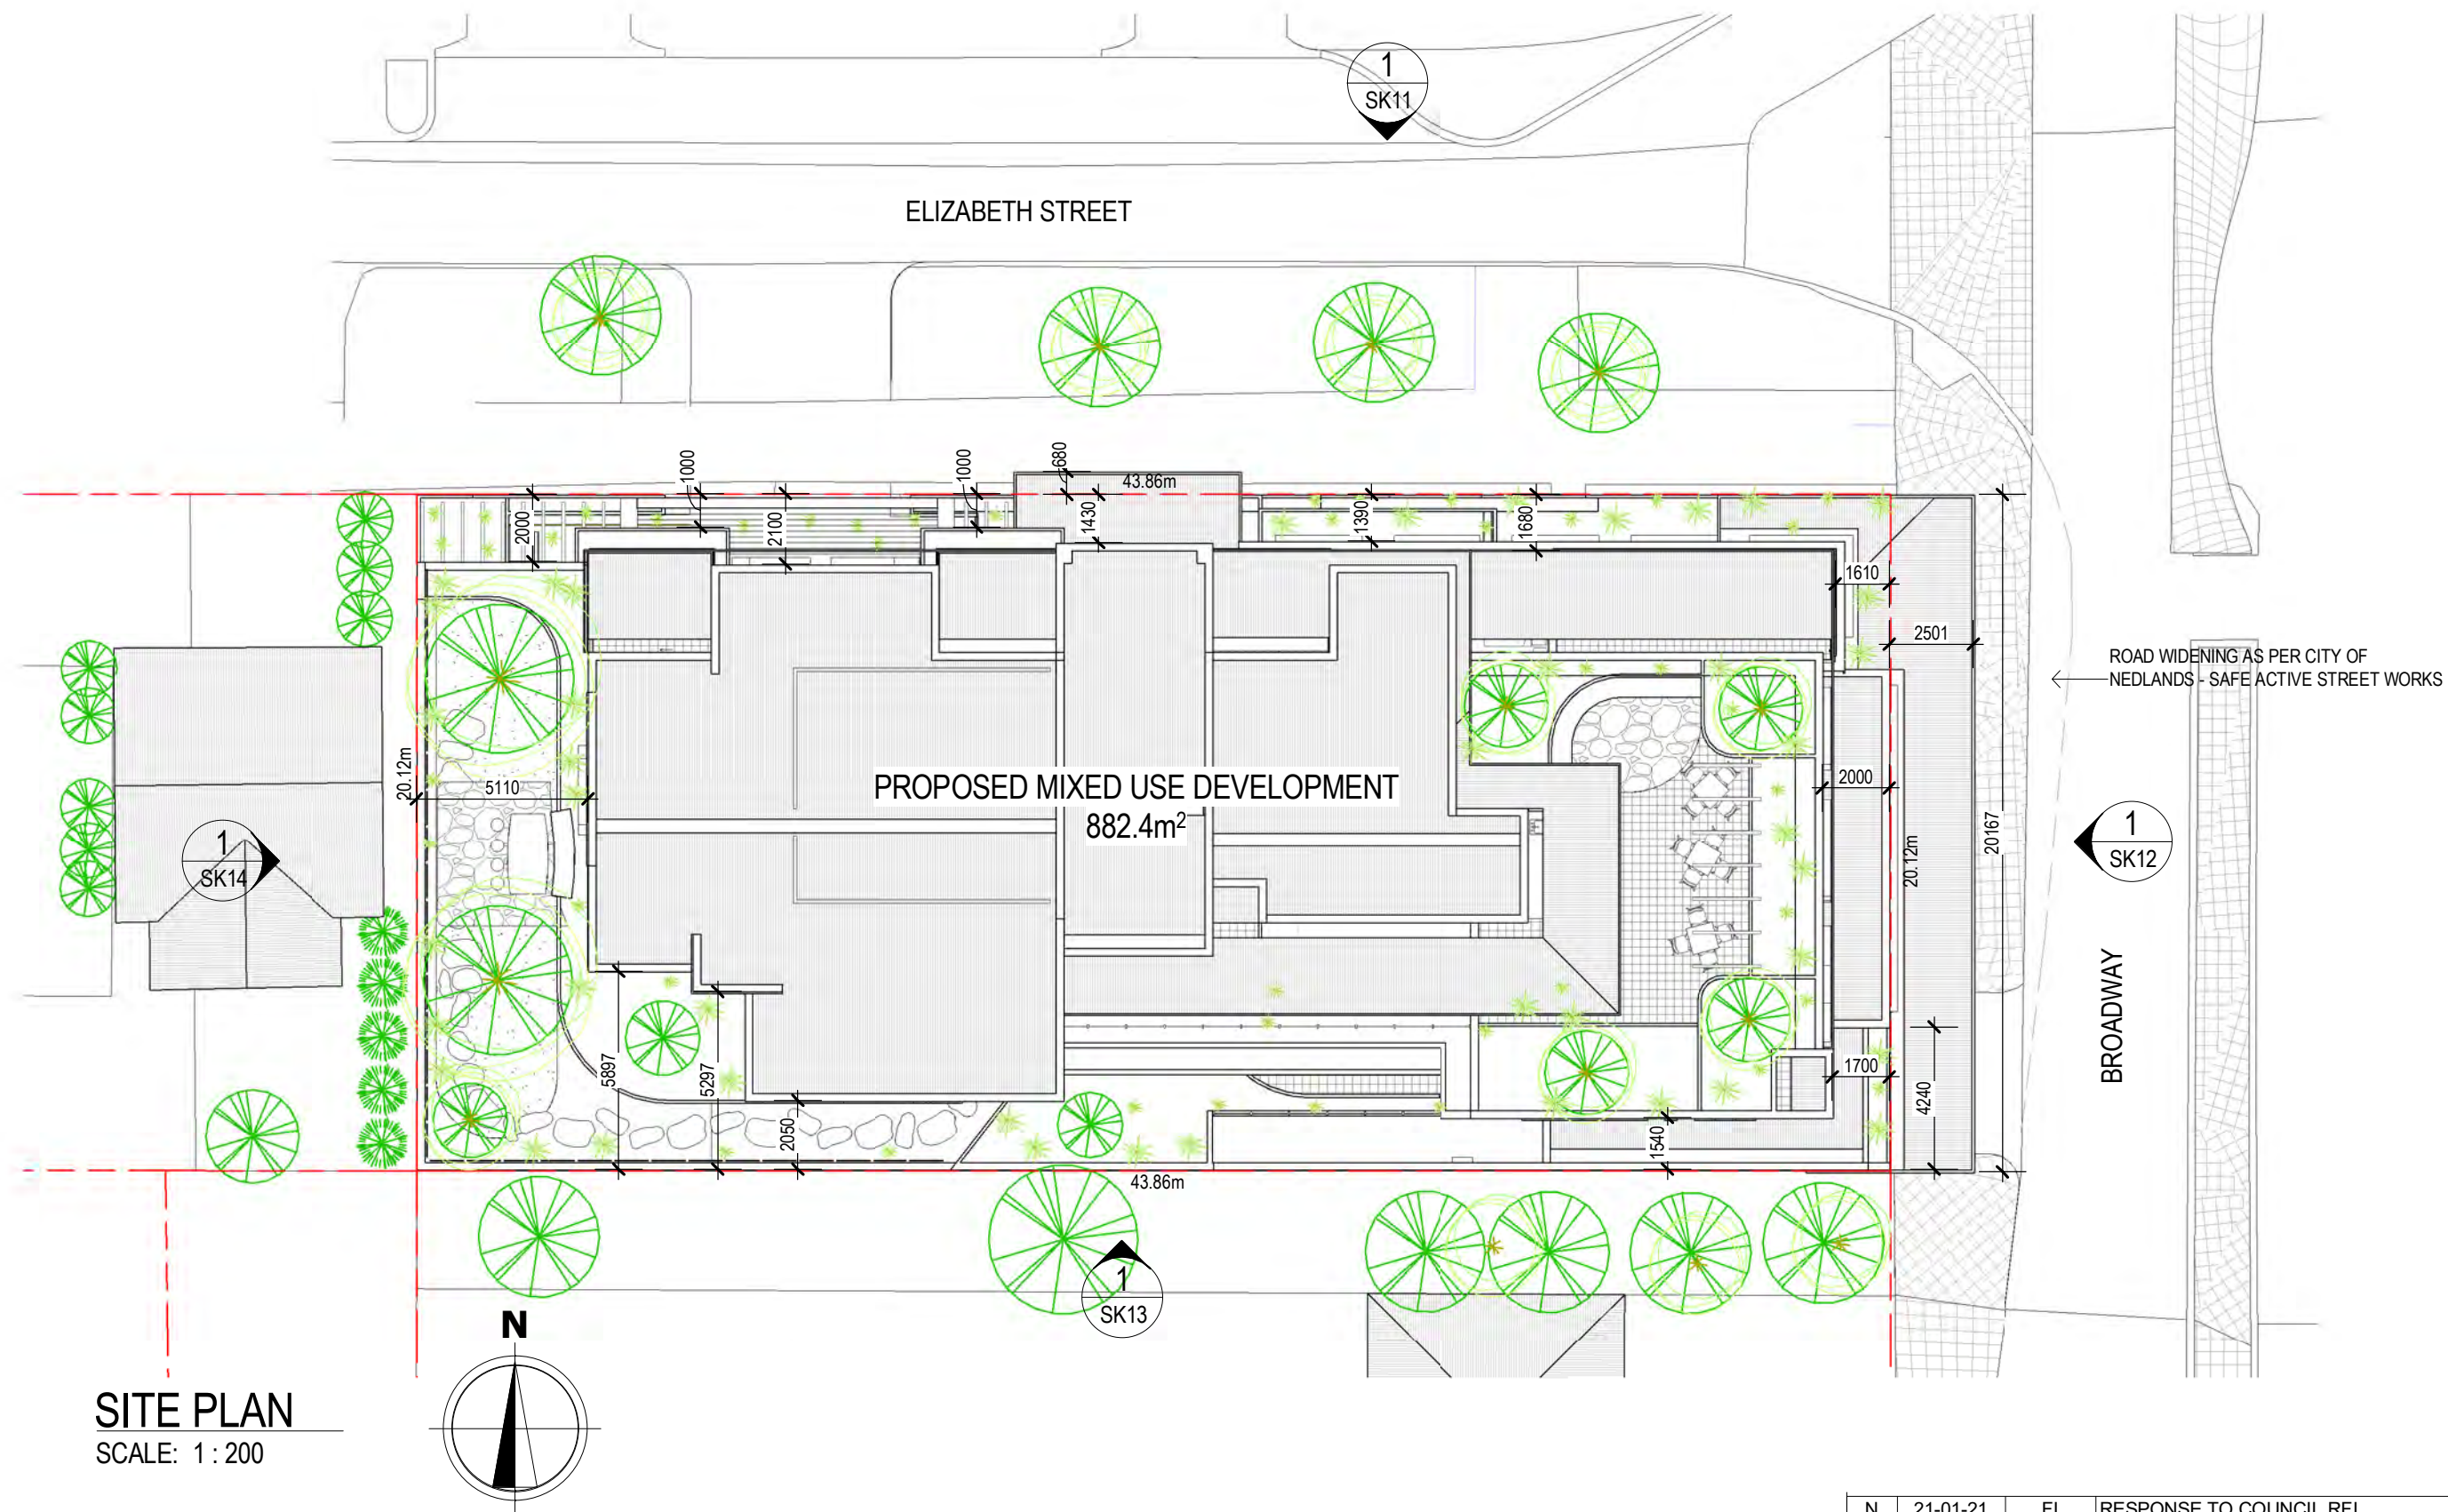 1
SK11
ELIZABETH STREET
1000
1000
680
43.86m
2000
2100
1430
1390
1680
1610
2501
ROAD WIDENING AS PER CITY OF
NEDLANDS - SAFE ACTIVE STREET WORKS
20.12m
5110
PROPOSED MIXED USE DEVELOPMENT
882.4m²
2000
20167
1
SK14
1
SK12
20.12m
BROADWAY
5897
5297
2050
1700
4240
1540
43.86m
1
SK13
N
SITE PLAN
SCALE: 1 : 200
N 21-01-21